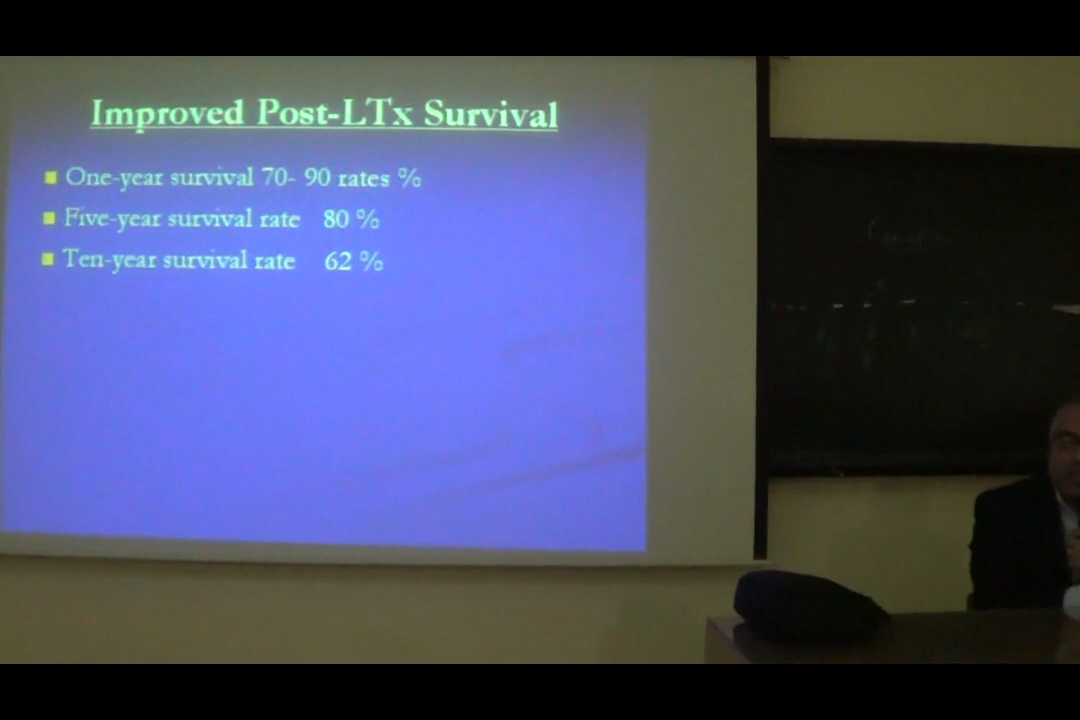 Improved Post-LTx Survival
One-year survival 70- 90 rates %
Five-year survival rate 80 %
Ten-year survival rate 62 %